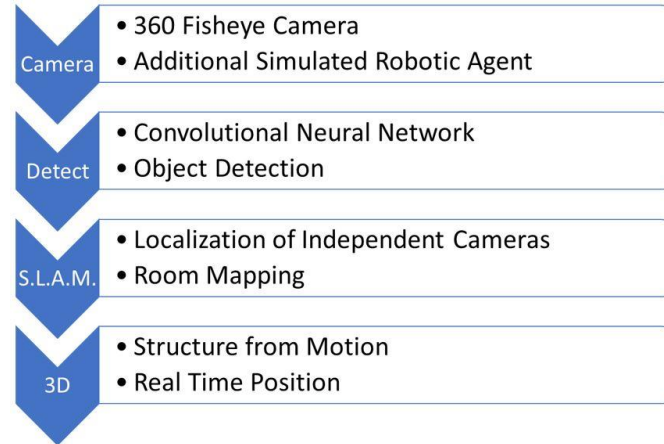 Camera
• 360 Fisheye Camera
• Additional Simulated Robotic Agent
Detect
• Convolutional Neural Network
• Object Detection
S.L.A.M.
• Localization of Independent Cameras
• Room Mapping
3D
• Structure from Motion
• Real Time Position